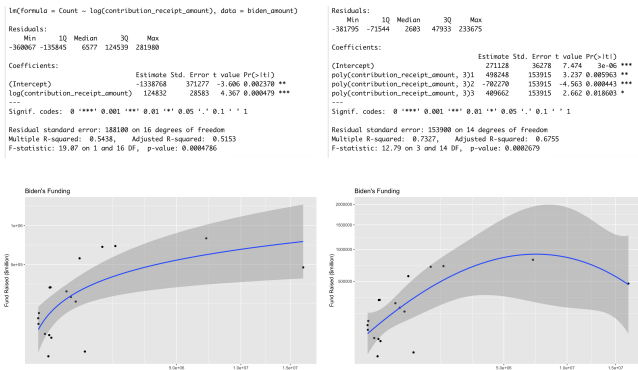 lm(formula = Count ~ log(contribution_receipt_amount), data = biden_amount)
Residuals:
Min 1Q Median 3Q Max
-360067 -135845 6577 124539 281980
Coefficients:
Estimate Std. Error t value Pr(>|t|)
(Intercept) -1338768 371277 -3.606 0.002370 **
log(contribution_receipt_amount) 124832 28583 4.367 0.000479 ***
---
Signif. codes: 0 '***' 0.001 '**' 0.01 '*' 0.05 '.' 0.1 ' ' 1
Residual standard error: 188100 on 16 degrees of freedom
Multiple R-squared: 0.5438, Adjusted R-squared: 0.5153
F-statistic: 19.07 on 1 and 16 DF, p-value: 0.0004786
Residuals:
Min 1Q Median 3Q Max
-381795 -71544 2603 47933 233675
Coefficients:
Estimate Std. Error t value Pr(>|t|)
(Intercept) 271128 36278 7.474 3e-06 ***
poly(contribution_receipt_amount, 3)1 498248 153915 3.237 0.005963 **
poly(contribution_receipt_amount, 3)2 -702270 153915 -4.563 0.000443 ***
poly(contribution_receipt_amount, 3)3 409662 153915 2.662 0.018603 *
---
Signif. codes: 0 '***' 0.001 '**' 0.01 '*' 0.05 '.' 0.1 ' ' 1
Residual standard error: 153900 on 14 degrees of freedom
Multiple R-squared: 0.7327, Adjusted R-squared: 0.6755
F-statistic: 12.79 on 3 and 14 DF, p-value: 0.0002679
Biden's Funding
Fund Raised ($million)
1e+06
5e+05
5.0e+06 1.0e+07 1.5e+07
Biden's Funding
Fund Raised ($million)
2000000
1500000
1000000
500000
5.0e+06 1.0e+07 1.5e+07